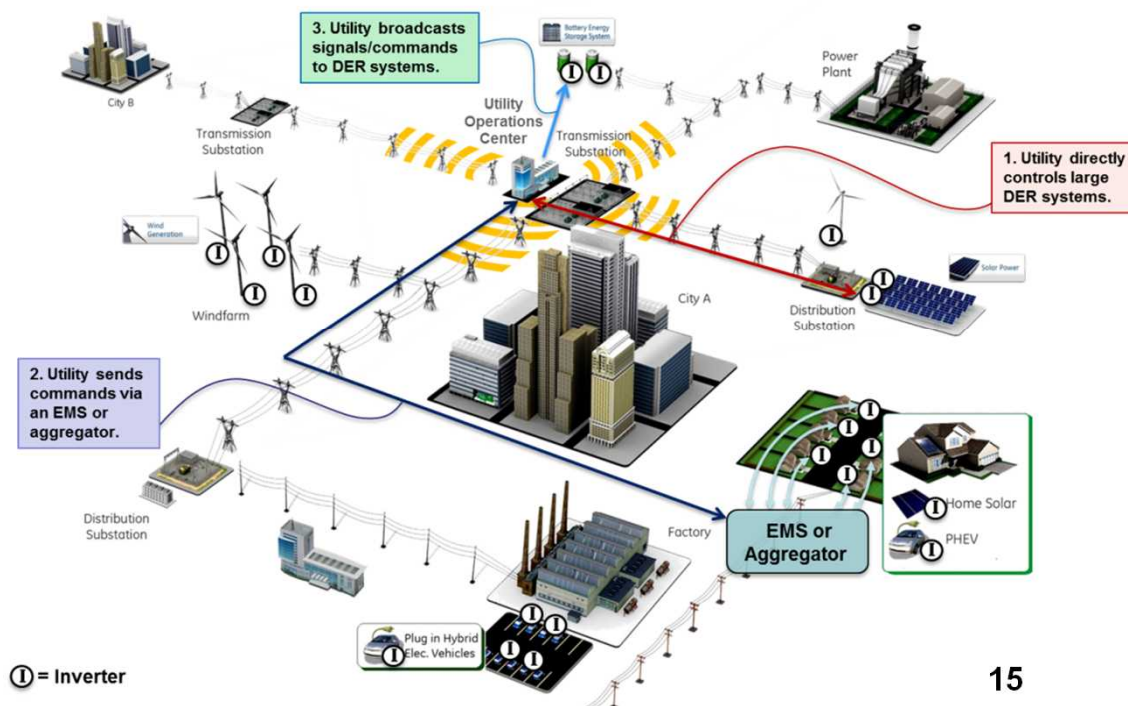 3. Utility broadcasts
signals/commands
to DER systems.
Battery Energy
Storage System
I
I
Power
Plant
City B
Transmission
Substation
Utility
Operations
Center
Transmission
Substation
1. Utility directly
controls large
DER systems.
Wind
Generation
I
I
I
I
Windfarm
I
Solar Power
I
I
Distribution
Substation
City A
2. Utility sends
commands via
an EMS or
aggregator.
I
I
I
I
I
I
Home Solar
I
PHEV
EMS or
Aggregator
Distribution
Substation
Factory
I
I
I
I
Plug in Hybrid
I
Elec. Vehicles
I = Inverter
15